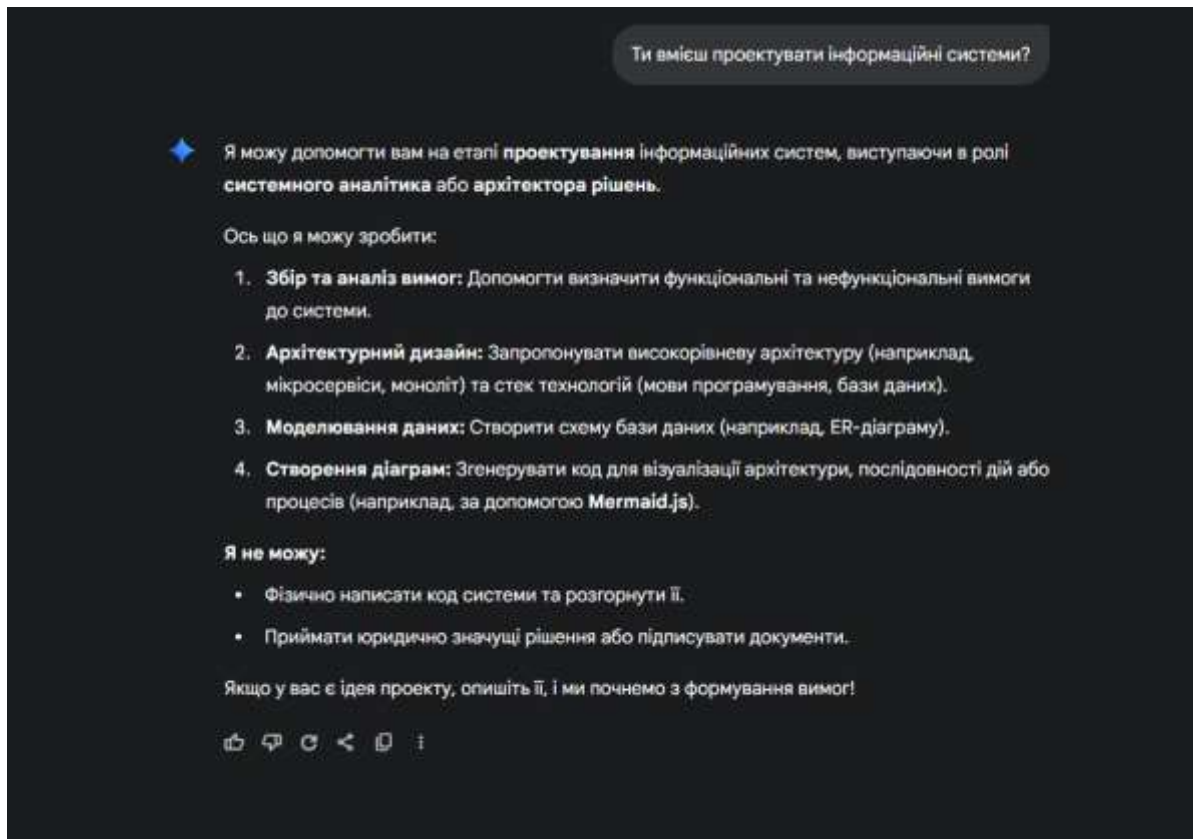 Ти вмієш проектувати інформаційні системи?
Я можу допомогти вам на етапі проектування інформаційних систем, виступаючи в ролі
системного аналітика або архітектора рішень.
Ось що я можу зробити:
1. Збір та аналіз вимог: Допомогти визначити функціональні та нефункціональні вимоги
до системи.
2. Архітектурний дизайн: Запропонувати високорівневу архітектуру (наприклад,
мікросервіси, моноліт) та стек технологій (мови програмування, бази даних).
3. Моделювання даних: Створити схему бази даних (наприклад, ER-діаграму).
4. Створення діаграм: Згенерувати код для візуалізації архітектури, послідовності дій або
процесів (наприклад, за допомогою Mermaid.js).
Я не можу:
• Фізично написати код системи та розгорнути її.
• Приймати юридично значущі рішення або підписувати документи.
Якщо у вас є ідея проекту, опишіть її, і ми почнемо з формування вимог!